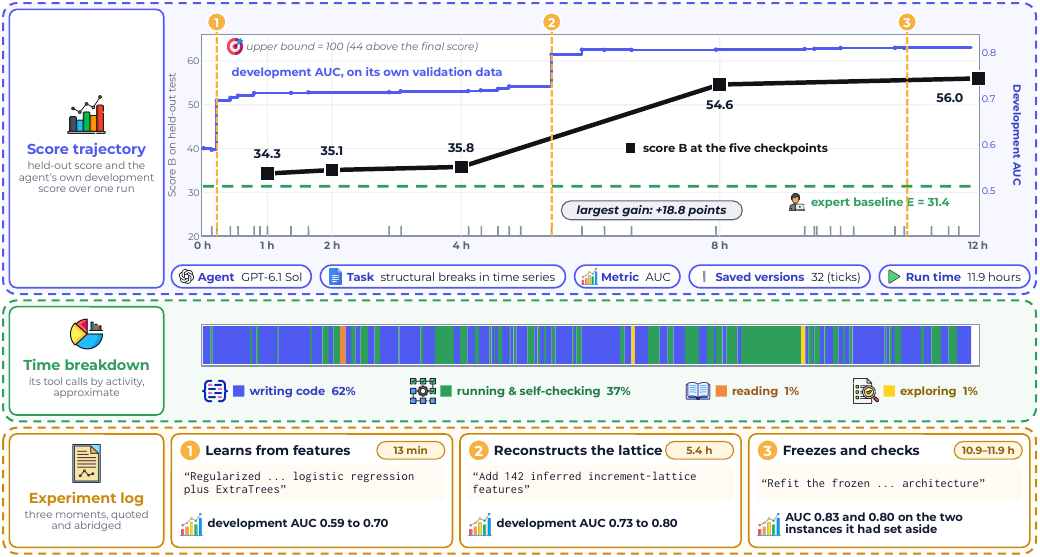 1
2
3
upper bound = 100 (44 above the final score)
development AUC, on its own validation data
Score B on held-out test
60
50
40
30
20
0.8
0.7
0.6
0.5
Development AUC
34.3
35.1
35.8
54.6
56.0
score B at the five checkpoints
expert baseline E = 31.4
largest gain: +18.8 points
0 h
1 h
2 h
4 h
8 h
12 h
Score trajectory
held-out score and the
agent's own development
score over one run
Agent GPT-6.1 Sol
Task structural breaks in time series
Metric AUC
Saved versions 32 (ticks)
Run time 11.9 hours
Time breakdown
its tool calls by activity,
approximate
writing code 62%
running & self-checking 37%
reading 1%
exploring 1%
Experiment log
three moments, quoted
and abridged
1 Learns from features 13 min
“Regularized ... logistic regression
plus ExtraTrees”
development AUC 0.59 to 0.70
2 Reconstructs the lattice 5.4 h
“Add 142 inferred increment-lattice
features”
development AUC 0.73 to 0.80
3 Freezes and checks 10.9–11.9 h
“Refit the frozen ... architecture”
AUC 0.83 and 0.80 on the two
instances it had set aside